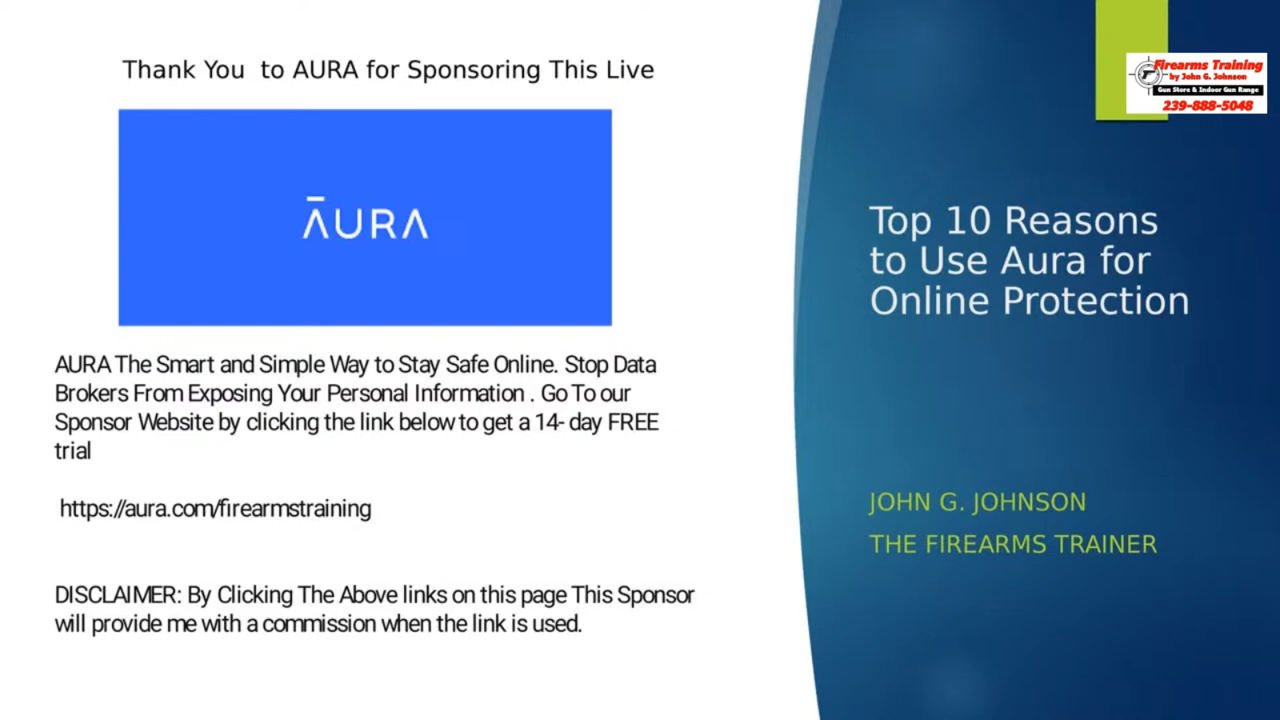 Thank You to AURA for Sponsoring This Live
ĀURA
AURA The Smart and Simple Way to Stay Safe Online. Stop Data
Brokers From Exposing Your Personal Information . Go To our
Sponsor Website by clicking the link below to get a 14- day FREE
trial
https://aura.com/firearmstraining
DISCLAIMER: By Clicking The Above links on this page This Sponsor
will provide me with a commission when the link is used.
Firearms Training
by John G. Johnson
Gun Store & Indoor Gun Range
239-888-5048
Top 10 Reasons
to Use Aura for
Online Protection
JOHN G. JOHNSON
THE FIREARMS TRAINER